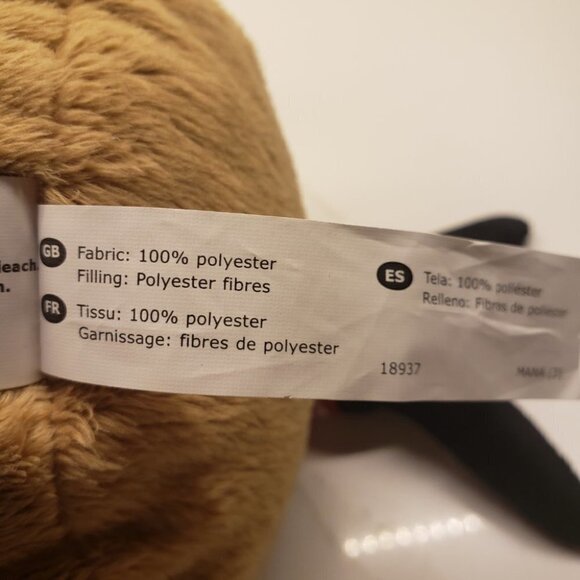 GB Fabric: 100% polyester
Filling: Polyester fibres
FR Tissu: 100% polyester
Garnissage: fibres de polyester
ES Tela: 100% poliéster
Relleno: Fibras de poliéster
18937